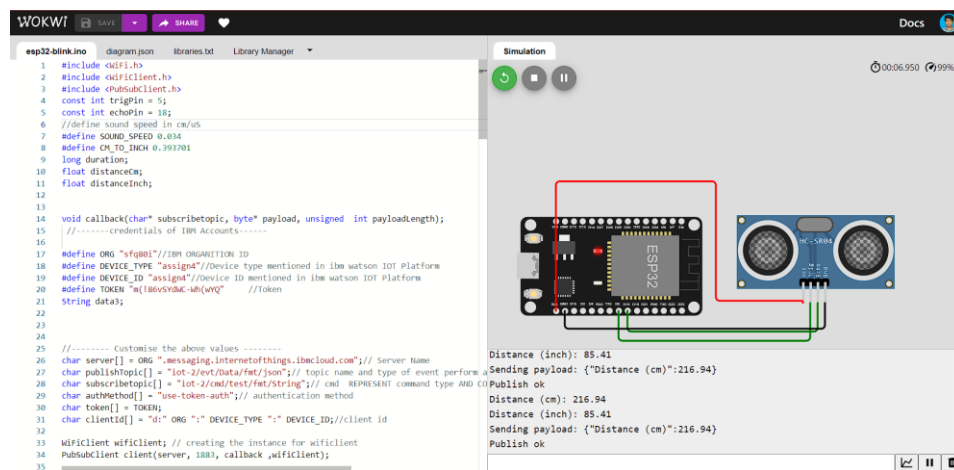 WOKWi SAVE SHARE Docs
esp32-blink.ino diagram.json libraries.txt Library Manager
1 #include <WiFi.h>
2 #include <WiFiClient.h>
3 #include <PubSubClient.h>
4 const int trigPin = 5;
5 const int echoPin = 18;
6 //define sound speed in cm/uS
7 #define SOUND_SPEED 0.034
8 #define CM_TO_INCH 0.393701
9 long duration;
10 float distanceCm;
11 float distanceInch;
12
13
14 void callback(char* subscribetopic, byte* payload, unsigned int payloadLength);
15 //-------credentials of IBM Accounts------
16
17 #define ORG "sfq80i"//IBM ORGANITION ID
18 #define DEVICE_TYPE "assign4"//Device type mentioned in ibm watson IOT Platform
19 #define DEVICE_ID "assign4"//Device ID mentioned in ibm watson IOT Platform
20 #define TOKEN "m(!86vSYdWC-Wh(wYQ" //Token
21 String data3;
22
23
24
25 //-------- Customise the above values --------
26 char server[] = ORG ".messaging.internetofthings.ibmcloud.com";// Server Name
27 char publishTopic[] = "iot-2/evt/Data/fmt/json";// topic name and type of event perform a
28 char subscribetopic[] = "iot-2/cmd/test/fmt/String";// cmd REPRESENT command type AND CO
29 char authMethod[] = "use-token-auth";// authentication method
30 char token[] = TOKEN;
31 char clientId[] = "d:" ORG ":" DEVICE_TYPE ":" DEVICE_ID;//client id
32
33 WiFiClient wifiClient; // creating the instance for wificlient
34 PubSubClient client(server, 1883, callback ,wifiClient);
35
Simulation
00:06.950 99%
ESP32
HC-SR04
Distance (inch): 85.41
Sending payload: {"Distance (cm)":216.94}
Publish ok
Distance (cm): 216.94
Distance (inch): 85.41
Sending payload: {"Distance (cm)":216.94}
Publish ok